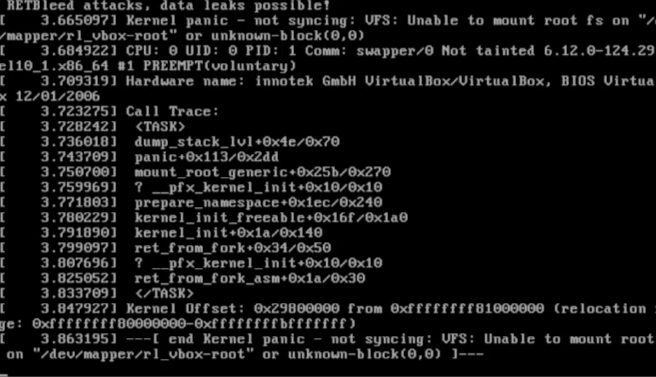 RETBleed attacks, data leaks possible!
[    3.665097] Kernel panic - not syncing: VFS: Unable to mount root fs on "/
/mapper/rl_vbox-root" or unknown-block(0,0)
[    3.684922] CPU: 0 UID: 0 PID: 1 Comm: swapper/0 Not tainted 6.12.0-124.29
el10_1.x86_64 #1 PREEMPT(voluntary)
[    3.709319] Hardware name: innotek GmbH VirtualBox/VirtualBox, BIOS Virtua
x 12/01/2006
[    3.723275] Call Trace:
[    3.728242]  <TASK>
[    3.736018]  dump_stack_lvl+0x4e/0x70
[    3.743709]  panic+0x113/0x2dd
[    3.750700]  mount_root_generic+0x25b/0x270
[    3.759969]  ? __pfx_kernel_init+0x10/0x10
[    3.771803]  prepare_namespace+0x1ec/0x240
[    3.780229]  kernel_init_freeable+0x16f/0x1a0
[    3.791890]  kernel_init+0x1a/0x140
[    3.799097]  ret_from_fork+0x34/0x50
[    3.807696]  ? __pfx_kernel_init+0x10/0x10
[    3.825052]  ret_from_fork_asm+0x1a/0x30
[    3.833709]  </TASK>
[    3.847927] Kernel Offset: 0x29800000 from 0xffffffff81000000 (relocation
ge: 0xffffffff80000000-0xffffffffbfffffff)
[    3.863195] ---[ end Kernel panic - not syncing: VFS: Unable to mount root
on "/dev/mapper/rl_vbox-root" or unknown-block(0,0) ]---